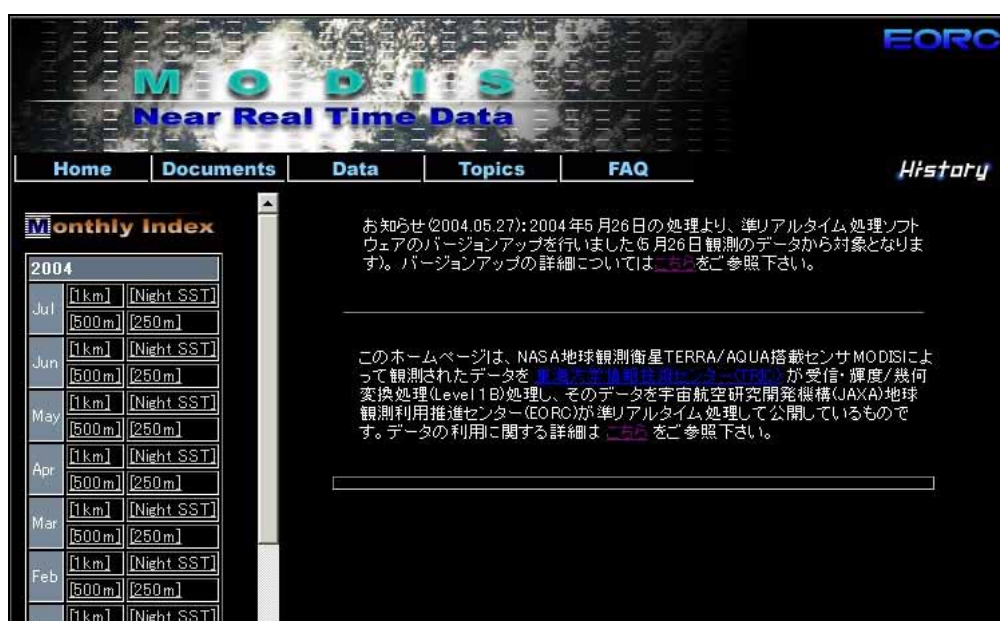 EORC
MODIS
Near Real Time Data
Home Documents Data Topics FAQ History
Monthly Index
2004
Jul [1km] [Night SST]
[500m] [250m]
Jun [1km] [Night SST]
[500m] [250m]
May [1km] [Night SST]
[500m] [250m]
Apr [1km] [Night SST]
[500m] [250m]
Mar [1km] [Night SST]
[500m] [250m]
Feb [1km] [Night SST]
[500m] [250m]
[1km] [Night SST]
お知らせ(2004.05.27):2004年5月26日の処理より、準リアルタイム処理ソフト
ウェアのバージョンアップを行いました(5月26日観測のデータから対象となりま
す)。バージョンアップの詳細についてはこちらをご参照下さい。
このホームページは、NASA地球観測衛星TERRA/AQUA搭載センサMODISによ
って観測されたデータを 東海大学情報技術センター(TRIC) が受信・輝度/幾何
変換処理(Level1B)処理し、そのデータを宇宙航空研究開発機構(JAXA)地球
観測利用推進センター(EORC)が準リアルタイム処理して公開しているもので
す。データの利用に関する詳細は こちら をご参照下さい。